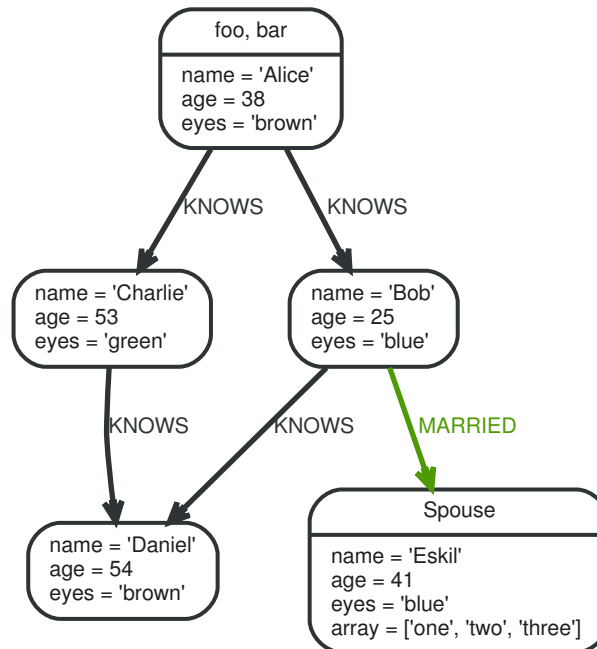 foo, bar
name = 'Alice'
age = 38
eyes = 'brown'
KNOWS
KNOWS
name = 'Charlie'
age = 53
eyes = 'green'
name = 'Bob'
age = 25
eyes = 'blue'
KNOWS
KNOWS
MARRIED
name = 'Daniel'
age = 54
eyes = 'brown'
Spouse
name = 'Eskil'
age = 41
eyes = 'blue'
array = ['one', 'two', 'three']